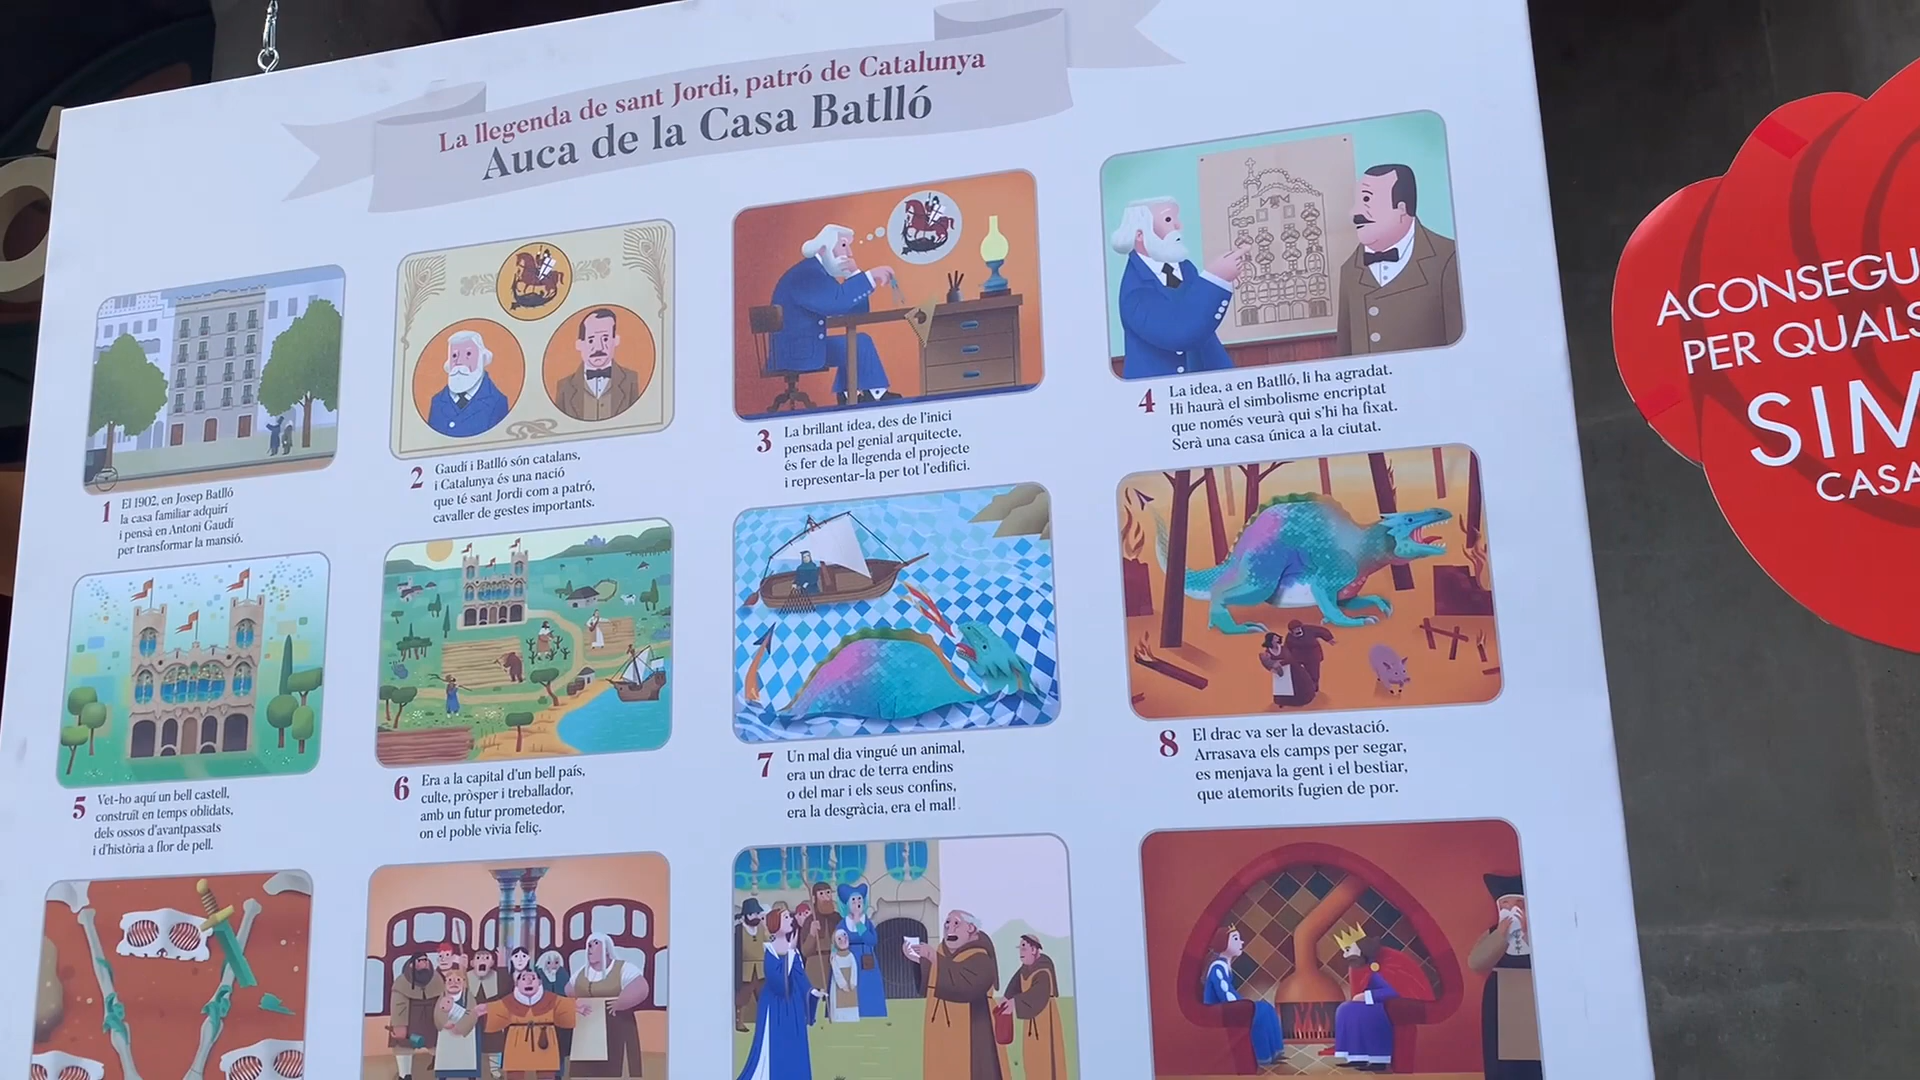 La llegenda de sant Jordi, patró de Catalunya
Auca de la Casa Batlló
1 El 1902, en Josep Batlló
la casa familiar adquirí
i pensà en Antoni Gaudí
per transformar la mansió.
2 Gaudí i Batlló són catalans,
i Catalunya és una nació
que té sant Jordi com a patró,
cavaller de gestes importants.
3 La brillant idea, des de l'inici
pensada pel genial arquitecte,
és fer de la llegenda el projecte
i representar-la per tot l'edifici.
4 La idea, a en Batlló, li ha agradat.
Hi haurà el simbolisme encriptat
que només veurà qui s'hi ha fixat.
Serà una casa única a la ciutat.
5 Vet-ho aquí un bell castell,
construït en temps oblidats,
dels ossos d'avantpassats
i d'història a flor de pell.
6 Era a la capital d'un bell país,
culte, pròsper i treballador,
amb un futur prometedor,
on el poble vivia feliç.
7 Un mal dia vingué un animal,
era un drac de terra endins
o del mar i els seus confins,
era la desgràcia, era el mal!
8 El drac va ser la devastació.
Arrasava els camps per segar,
es menjava la gent i el bestiar,
que atemorits fugien de por.
ACONSEGU
PER QUALS
SIM
CASA